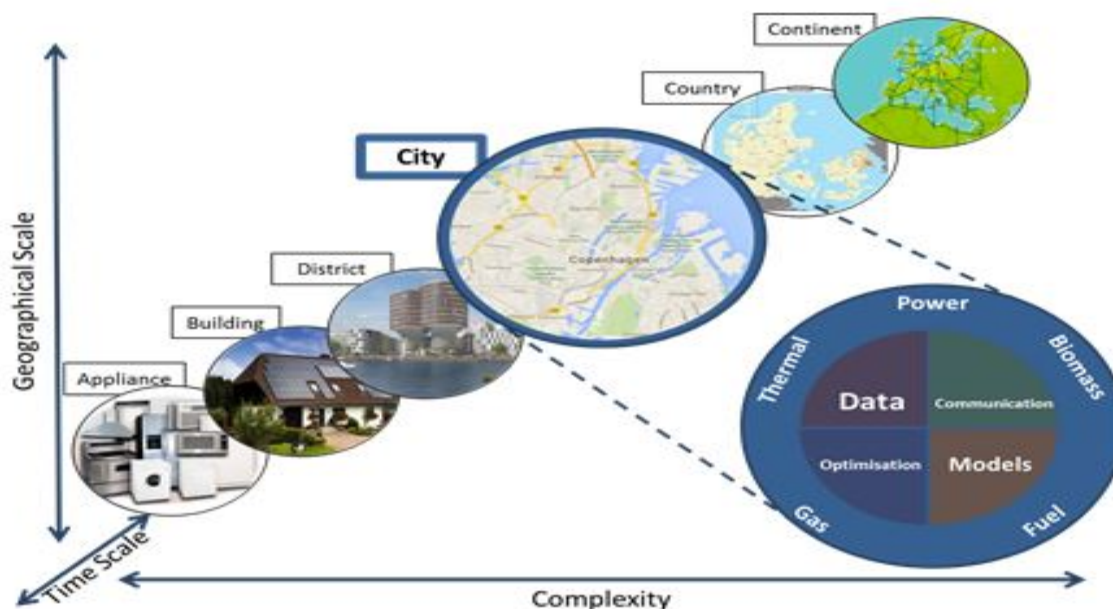 Continent
Country
City
District
Building
Appliance
Geographical Scale
Time Scale
Complexity
Copenhagen
Power
Thermal
Biomass
Data
Communication
Optimisation
Models
Gas
Fuel